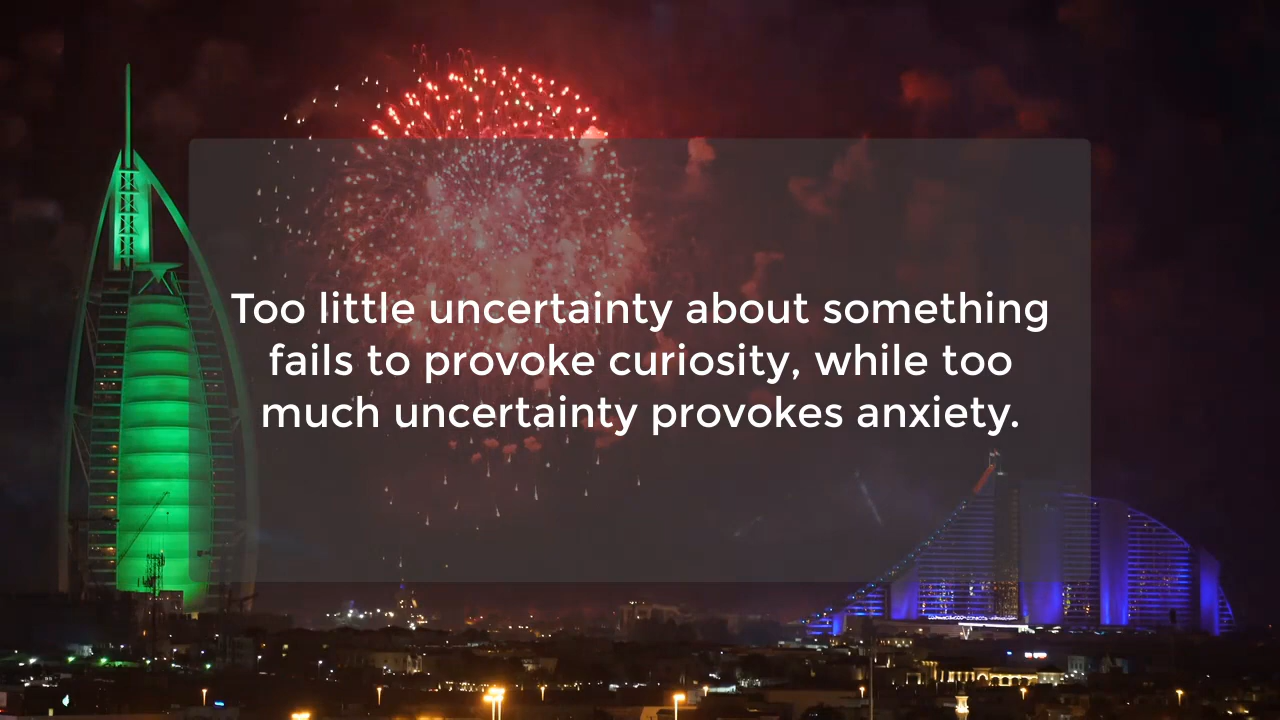 Too little uncertainty about something
fails to provoke curiosity, while too
much uncertainty provokes anxiety.